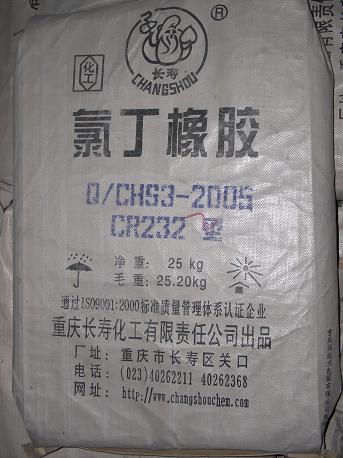 ®
化工
长寿
CHANGSHOU
氯丁橡胶
Q/CHS3-2005
CR232 型
净 重: 25 kg
毛 重: 25.20kg
通过ISO9001:2000标准质量管理体系认证企业
重庆长寿化工有限责任公司出品
厂 址: 重庆市长寿区关口
电 话: (023)40262211 40262368
网 址: http://www.changshouchem.com